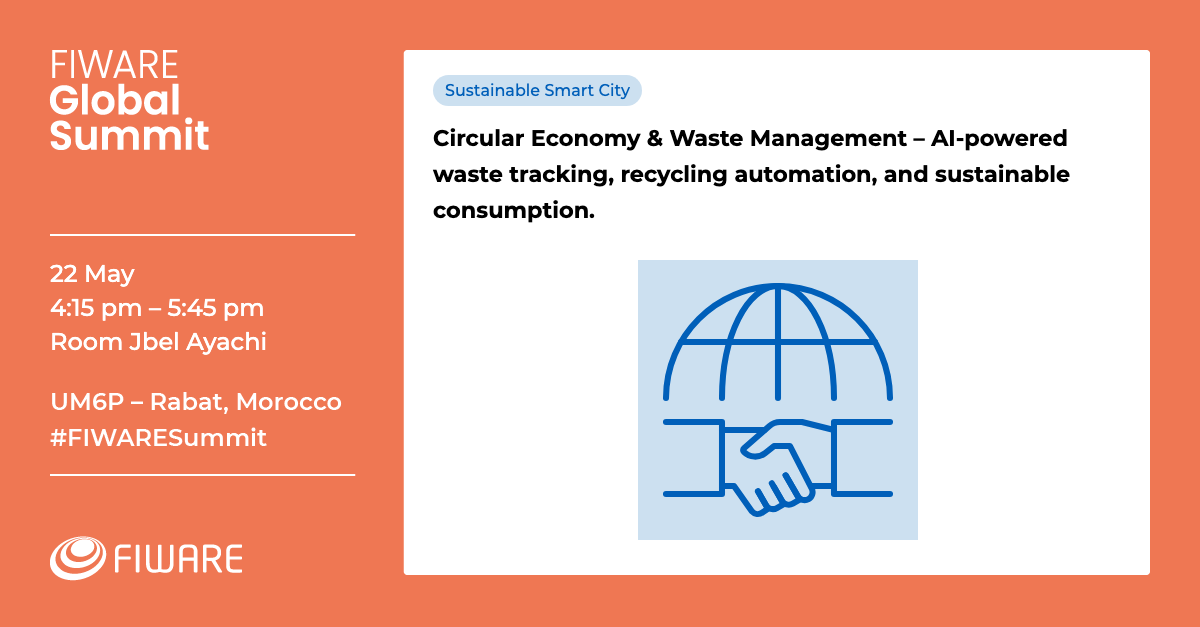 FIWARE
Global
Summit
22 May
4:15 pm – 5:45 pm
Room Jbel Ayachi
UM6P – Rabat, Morocco
#FIWARESummit
FIWARE
Sustainable Smart City
Circular Economy & Waste Management – AI-powered
waste tracking, recycling automation, and sustainable
consumption.